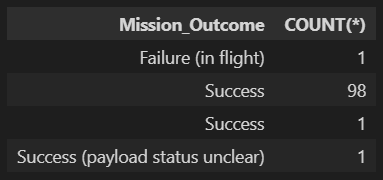 Mission_Outcome COUNT(*)
Failure (in flight) 1
Success 98
Success 1
Success (payload status unclear) 1